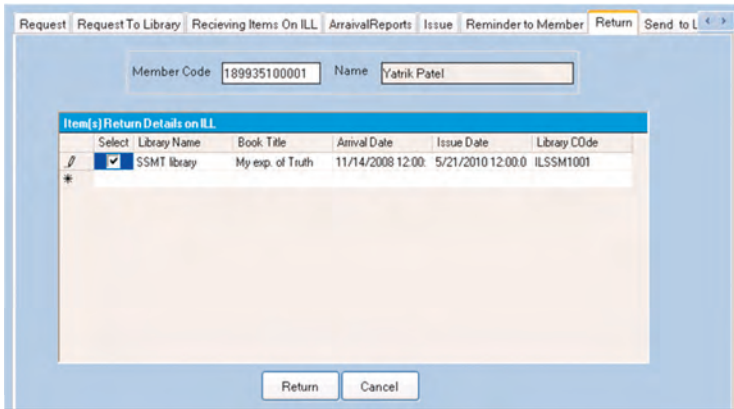 Request Request To Library Recieving Items On ILL ArraivalReports Issue Reminder to Member Return Send to L
Member Code 189935100001 Name Yatrik Patel
Item(s) Return Details on ILL
Select Library Name Book Title Arrival Date Issue Date Library COde
SSMT library My exp. of Truth 11/14/2008 12:00: 5/21/2010 12:00:0 ILSSM1001
Return Cancel